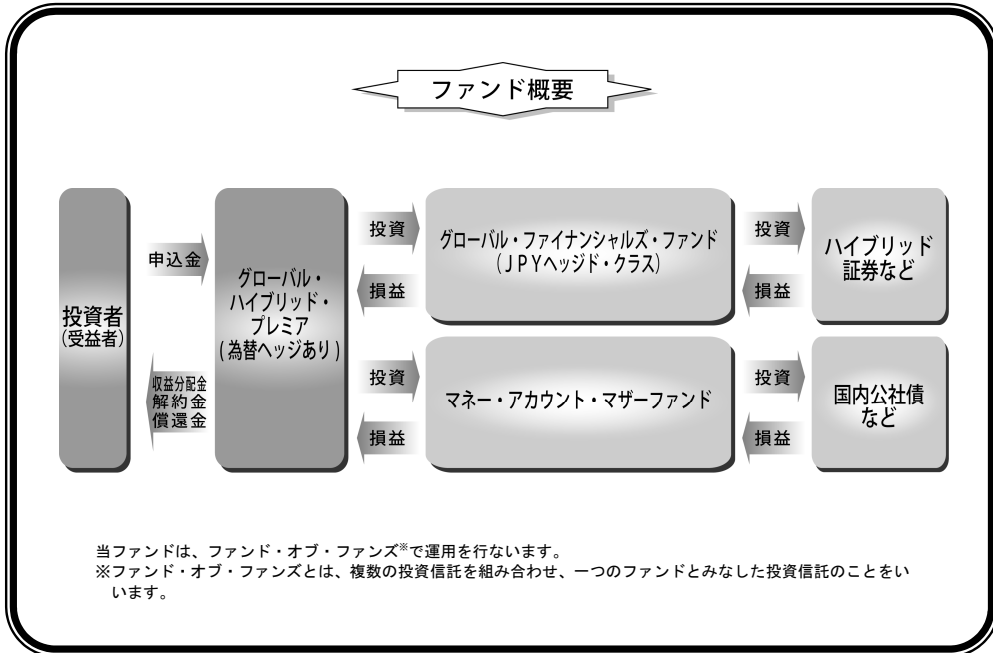 ファンド概要
投資者
(受益者)
申込金
収益分配金
解約金
償還金
グローバル・
ハイブリッド・
プレミア
(為替ヘッジあり)
投資
損益
グローバル・ファイナンシャルズ・ファンド
(JPYヘッジド・クラス)
投資
損益
ハイブリッド
証券など
投資
損益
マネー・アカウント・マザーファンド
投資
損益
国内公社債
など
当ファンドは、ファンド・オブ・ファンズ※で運用を行ないます。
※ファンド・オブ・ファンズとは、複数の投資信託を組み合わせ、一つのファンドとみなした投資信託のことをい
います。